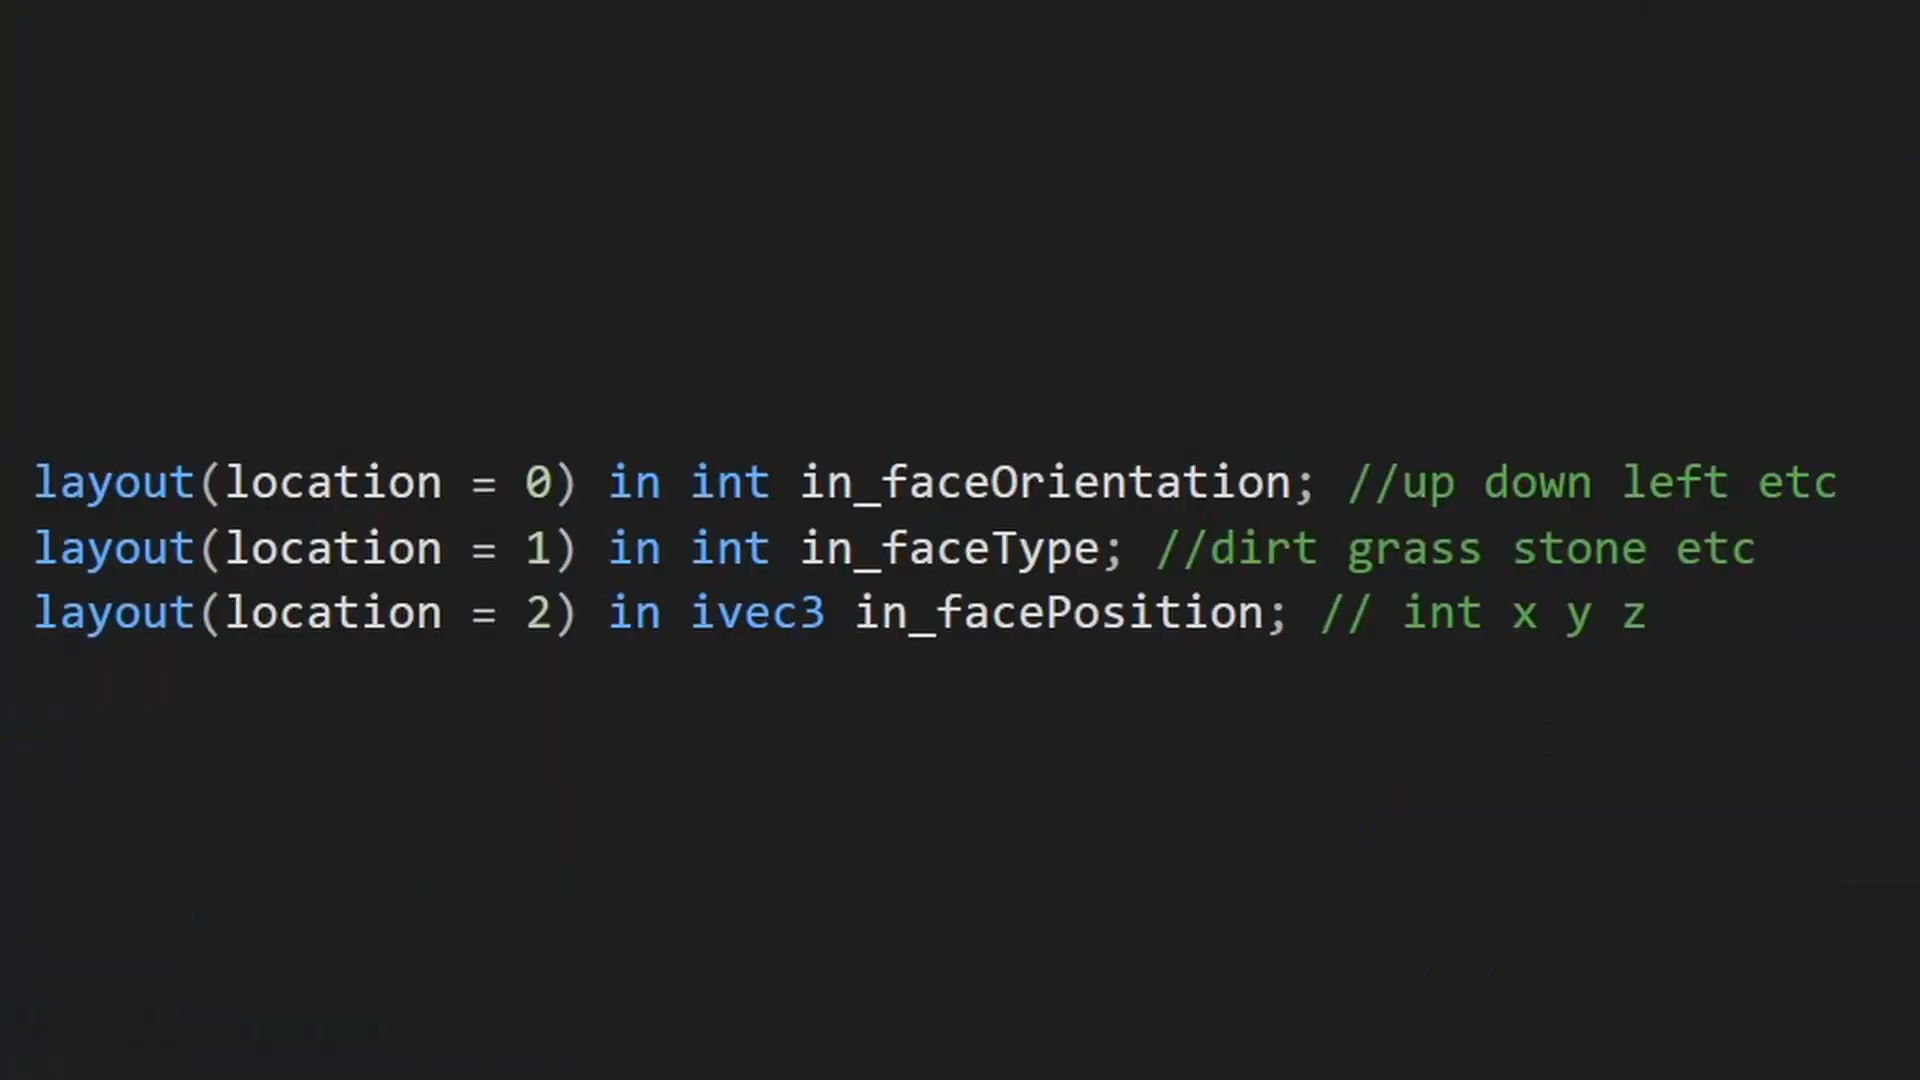 layout(location = 0) in int in_faceOrientation; //up down left etc
layout(location = 1) in int in_faceType; //dirt grass stone etc
layout(location = 2) in ivec3 in_facePosition; // int x y z